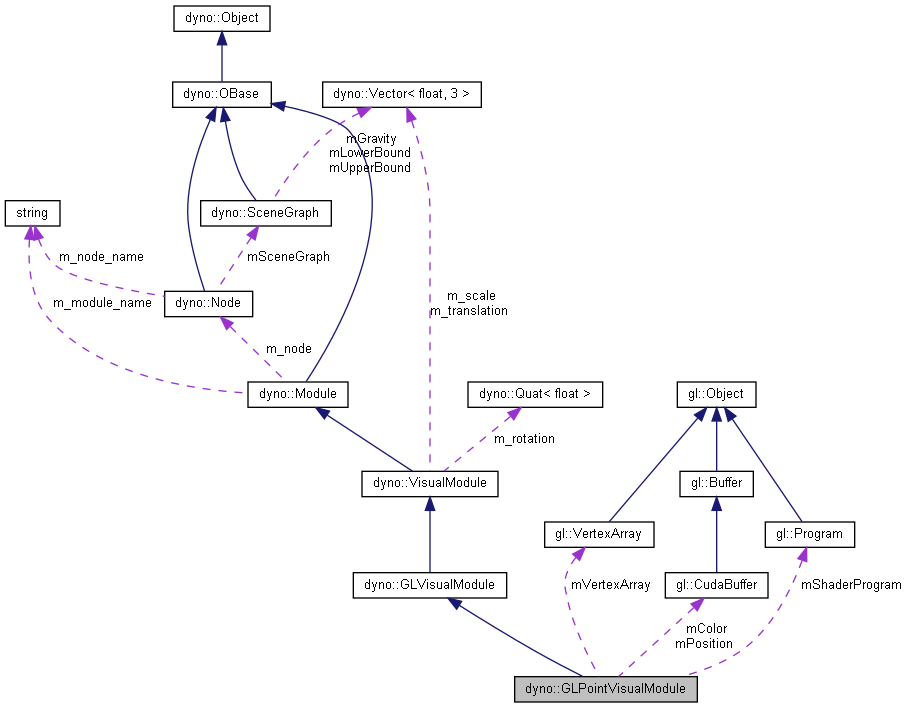 dyno::Object
dyno::OBase
dyno::Vector< float, 3 >
mGravity
mLowerBound
mUpperBound
string
dyno::SceneGraph
m_node_name
mSceneGraph
m_module_name
dyno::Node
m_scale
m_translation
m_node
dyno::Module
dyno::Quat< float >
gl::Object
m_rotation
dyno::VisualModule
gl::Buffer
gl::VertexArray
gl::Program
dyno::GLVisualModule
mVertexArray
gl::CudaBuffer
mShaderProgram
mColor
mPosition
dyno::GLPointVisualModule